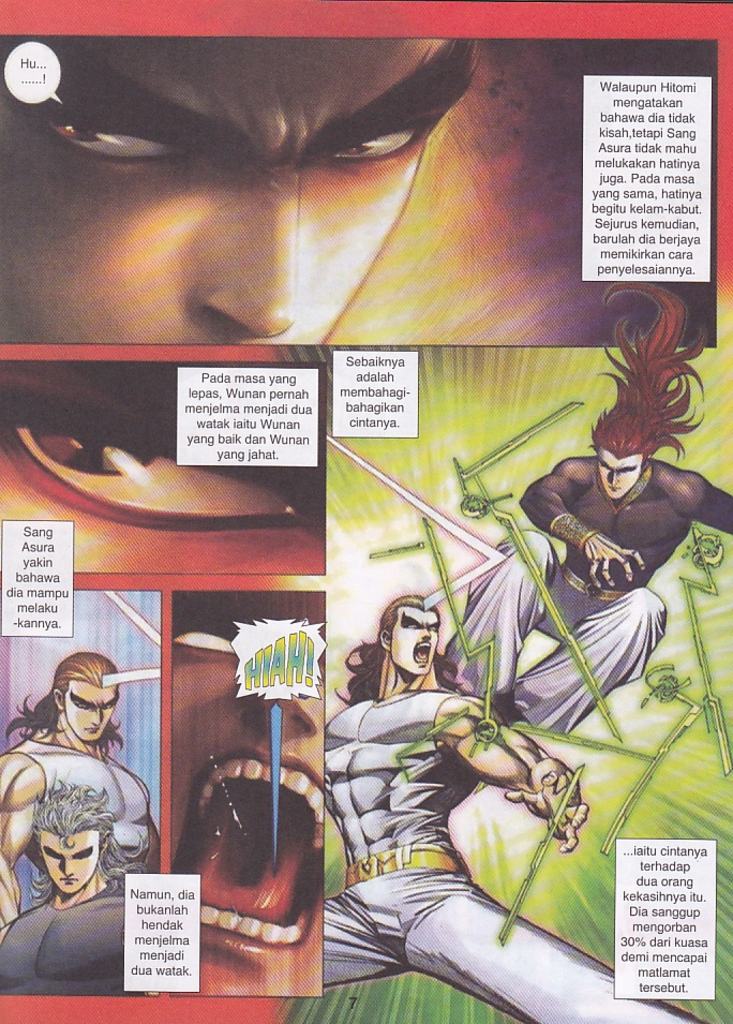 Hu...
......!
Walaupun Hitomi
mengatakan
bahawa dia tidak
kisah,tetapi Sang
Asura tidak mahu
melukakan hatinya
juga. Pada masa
yang sama, hatinya
begitu kelam-kabut.
Sejurus kemudian,
barulah dia berjaya
memikirkan cara
penyelesaiannya.
Pada masa yang
lepas, Wunan pernah
menjelma menjadi dua
watak iaitu Wunan
yang baik dan Wunan
yang jahat.
Sang
Asura
yakin
bahawa
dia mampu
melaku
-kannya.
Namun, dia
bukanlah
hendak
menjelma
menjadi
dua watak.
HIAH!
Sebaiknya
adalah
membahagi-
bahagikan
cintanya.
...iaitu cintanya
terhadap
dua orang
kekasihnya itu.
Dia sanggup
mengorban
30% dari kuasa
demi mencapai
matlamat
tersebut.
7